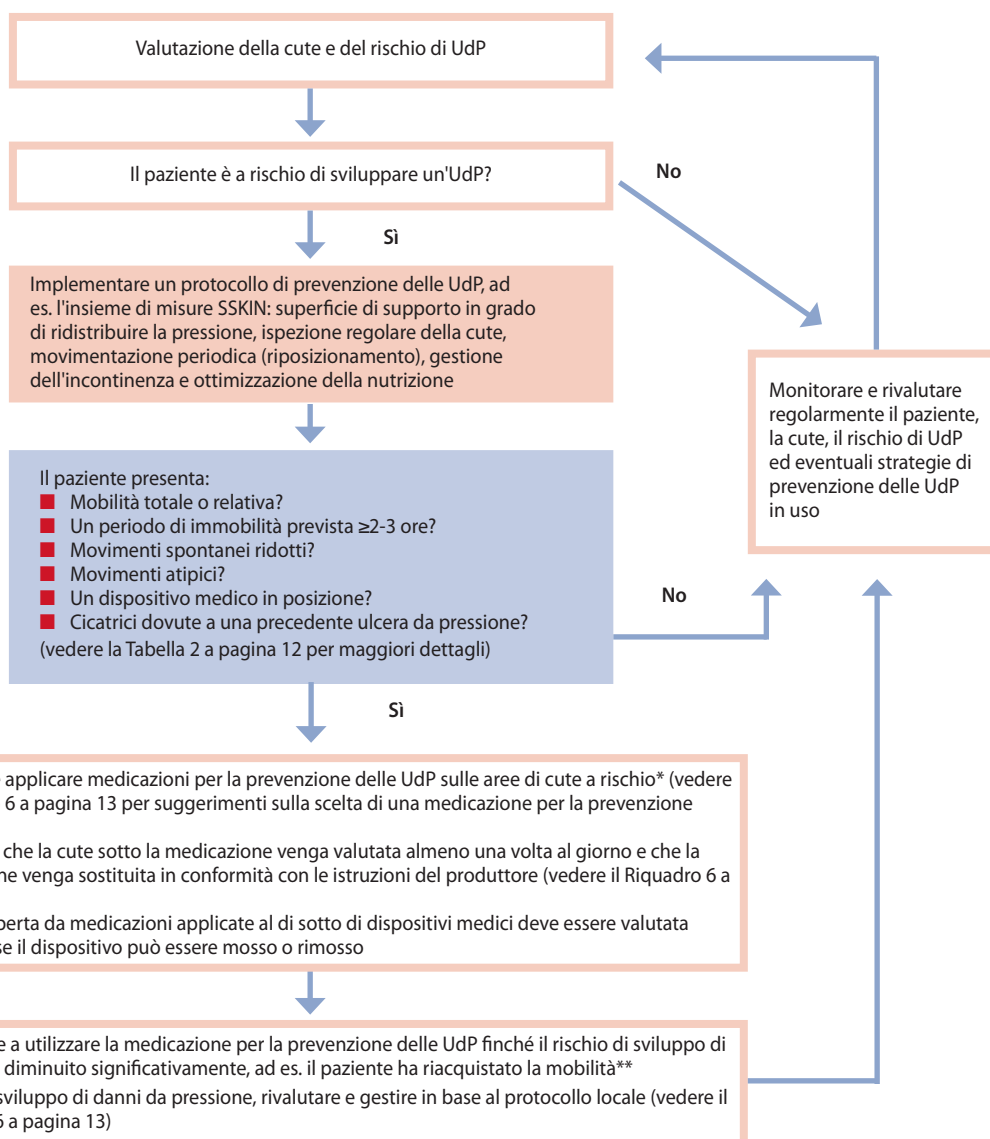 Valutazione della cute e del rischio di UdP
Il paziente è a rischio di sviluppare un'UdP?
No
Sì
Implementare un protocollo di prevenzione delle UdP, ad
es. l'insieme di misure SSKIN: superficie di supporto in grado
di ridistribuire la pressione, ispezione regolare della cute,
movimentazione periodica (riposizionamento), gestione
dell'incontinenza e ottimizzazione della nutrizione
Monitorare e rivalutare
regolarmente il paziente,
la cute, il rischio di UdP
ed eventuali strategie di
prevenzione delle UdP
in uso
Il paziente presenta:
Mobilità totale o relativa?
Un periodo di immobilità prevista ≥2-3 ore?
Movimenti spontanei ridotti?
Movimenti atipici?
Un dispositivo medico in posizione?
Cicatrici dovute a una precedente ulcera da pressione?
(vedere la Tabella 2 a pagina 12 per maggiori dettagli)
No
Sì
applicare medicazioni per la prevenzione delle UdP sulle aree di cute a rischio* (vedere
6 a pagina 13 per suggerimenti sulla scelta di una medicazione per la prevenzione
che la cute sotto la medicazione venga valutata almeno una volta al giorno e che la
venga sostituita in conformità con le istruzioni del produttore (vedere il Riquadro 6 a
da medicazioni applicate al di sotto di dispositivi medici deve essere valutata
se il dispositivo può essere mosso o rimosso
a utilizzare la medicazione per la prevenzione delle UdP finché il rischio di sviluppo di
diminuito significativamente, ad es. il paziente ha riacquistato la mobilità**
sviluppo di danni da pressione, rivalutare e gestire in base al protocollo locale (vedere il
6 a pagina 13)